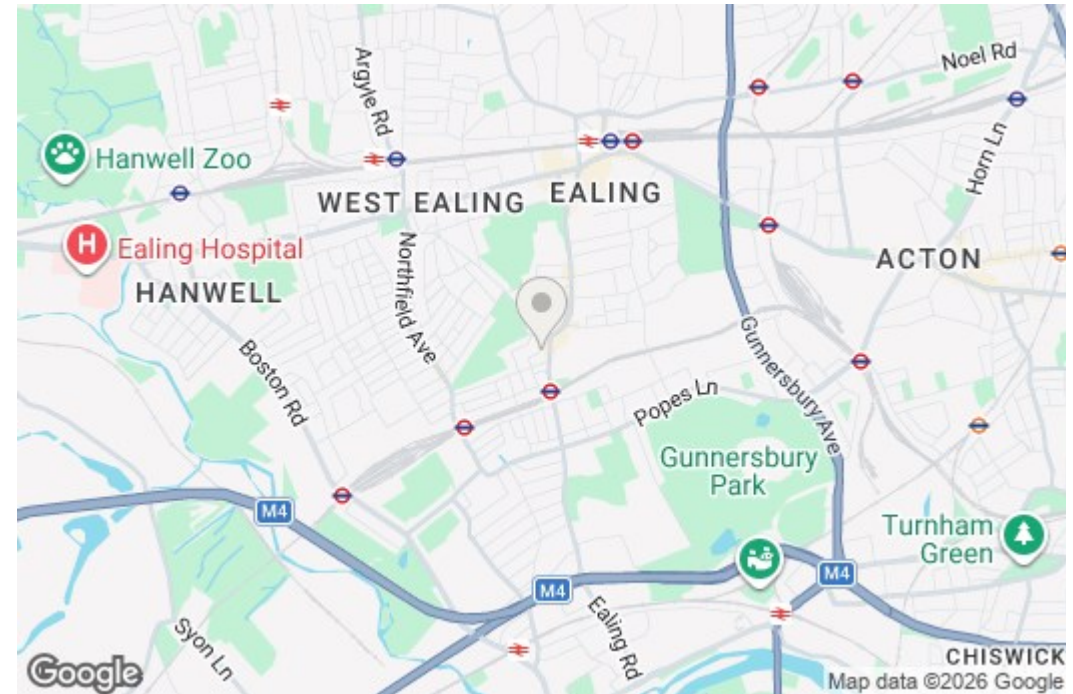 Noel Rd
Argyle Rd
Hanwell Zoo
Horn Ln
WEST EALING
EALING
H
Ealing Hospital
ACTON
HANWELL
Northfield Ave
Gunnersbury Ave
Boston Rd
Popes Ln
Gunnersbury
Park
M4
Turnham
Green
M4
M4
Ealing Rd
Syon Ln
CHISWICK
Google
Map data ©2026 Google